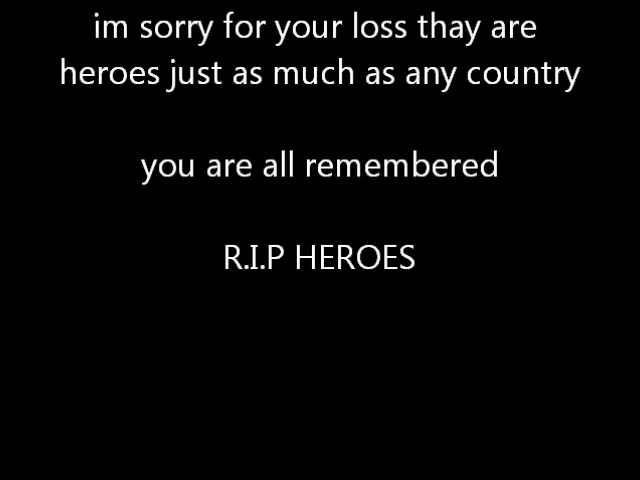 im sorry for your loss thay are
heroes just as much as any country
you are all remembered
R.I.P HEROES